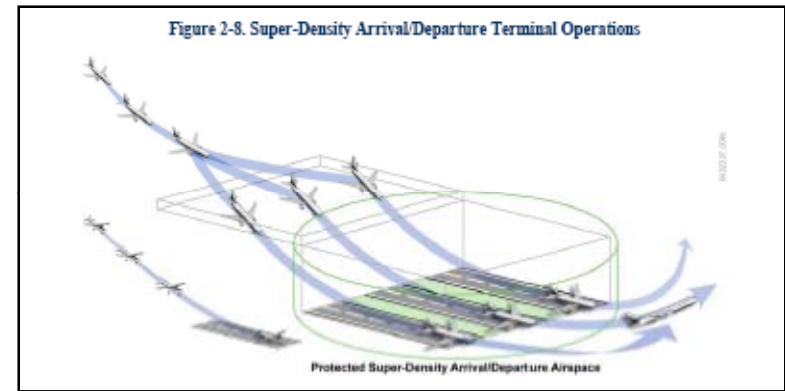 Figure 2-8. Super-Density Arrival/Departure Terminal Operations
Protected Super-Density Arrival/Departure Airspace